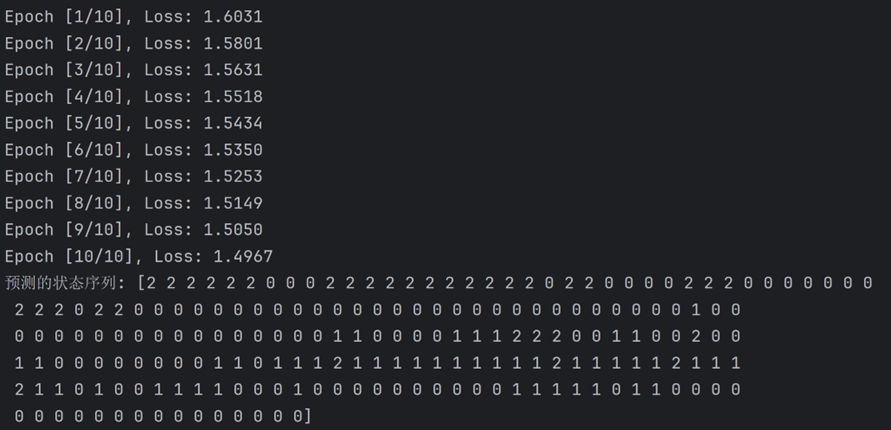 Epoch [1/10], Loss: 1.6031
Epoch [2/10], Loss: 1.5801
Epoch [3/10], Loss: 1.5631
Epoch [4/10], Loss: 1.5518
Epoch [5/10], Loss: 1.5434
Epoch [6/10], Loss: 1.5350
Epoch [7/10], Loss: 1.5253
Epoch [8/10], Loss: 1.5149
Epoch [9/10], Loss: 1.5050
Epoch [10/10], Loss: 1.4967
预测的状态序列: [2 2 2 2 2 2 0 0 0 2 2 2 2 2 2 2 2 2 2 2 0 2 2 0 0 0 0 2 2 2 0 0 0 0 0 0 0
2 2 2 0 2 2 0 0 0 0 0 0 0 0 0 0 0 0 0 0 0 0 0 0 0 0 0 0 0 0 0 0 0 0 1 0 0
0 0 0 0 0 0 0 0 0 0 0 0 0 0 0 0 1 1 0 0 0 0 1 1 1 2 2 2 0 0 1 1 0 0 2 0 0
1 1 0 0 0 0 0 0 0 0 1 1 0 1 1 1 2 1 1 1 1 1 1 1 1 1 1 2 1 1 1 1 1 2 1 1 1
2 1 1 0 1 0 0 1 1 1 1 0 0 0 1 0 0 0 0 0 0 0 0 0 0 1 1 1 1 1 0 1 1 0 0 0 0
0 0 0 0 0 0 0 0 0 0 0 0 0 0 0]